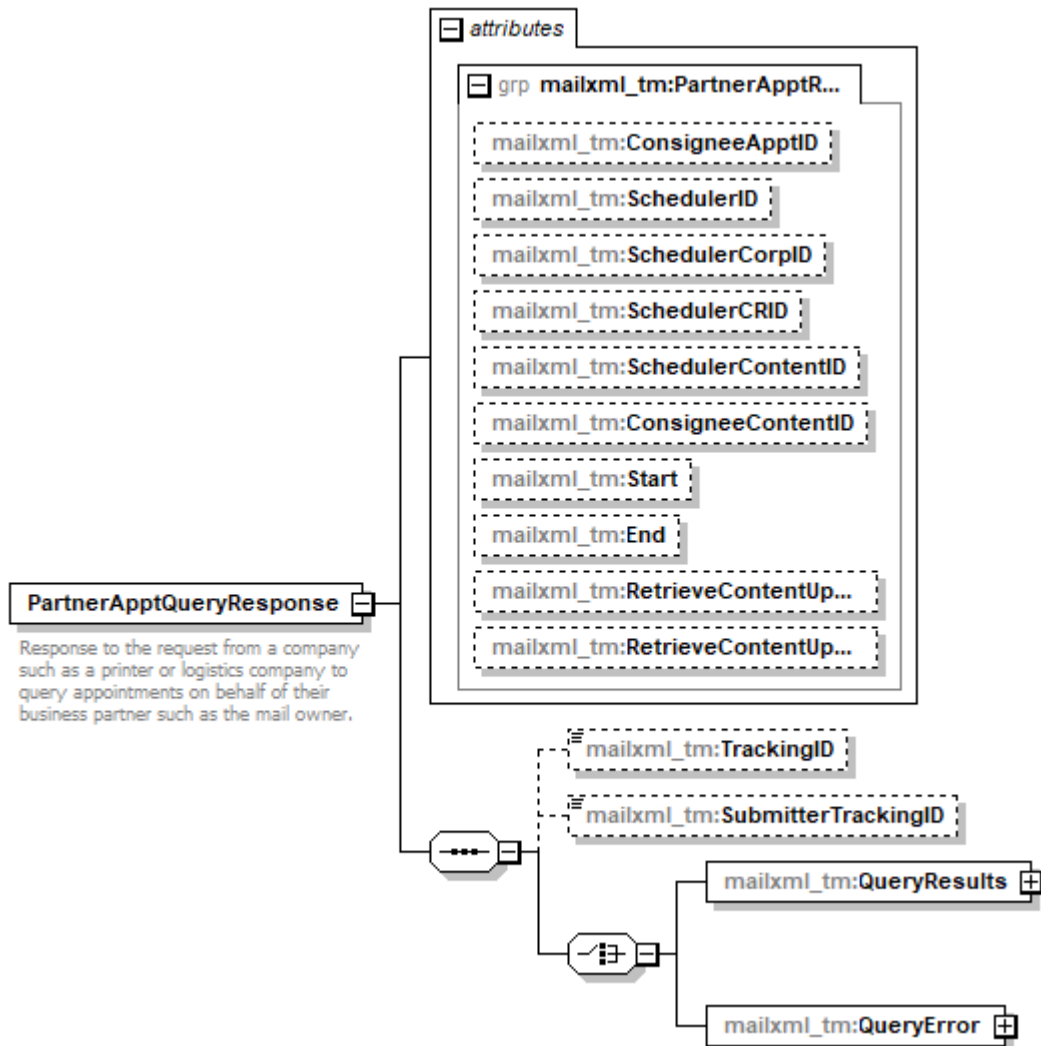 attributes
grp mailxml_tm:PartnerApptR...
mailxml_tm:ConsigneeApptID
mailxml_tm:SchedulerID
mailxml_tm:SchedulerCorpID
mailxml_tm:SchedulerCRID
mailxml_tm:SchedulerContentID
mailxml_tm:ConsigneeContentID
mailxml_tm:Start
mailxml_tm:End
mailxml_tm:RetrieveContentUp...
mailxml_tm:RetrieveContentUp...
PartnerApptQueryResponse
Response to the request from a company
such as a printer or logistics company to
query appointments on behalf of their
business partner such as the mail owner.
mailxml_tm:TrackingID
mailxml_tm:SubmitterTrackingID
mailxml_tm:QueryResults
mailxml_tm:QueryError